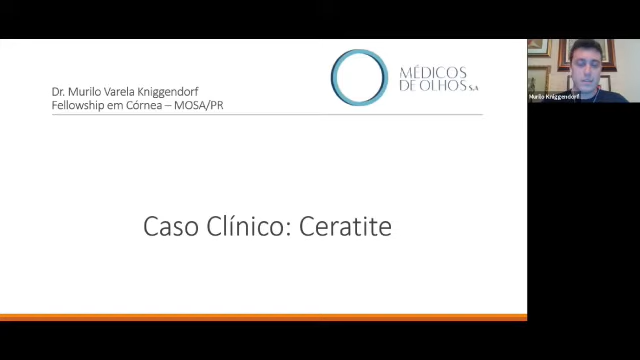 Dr. Murilo Varela Kniggendorf
Fellowship em Córnea – MOSA/PR
MÉDICOS
DE OLHOS S.A
Murilo Kniggendorf
Caso Clínico: Ceratite